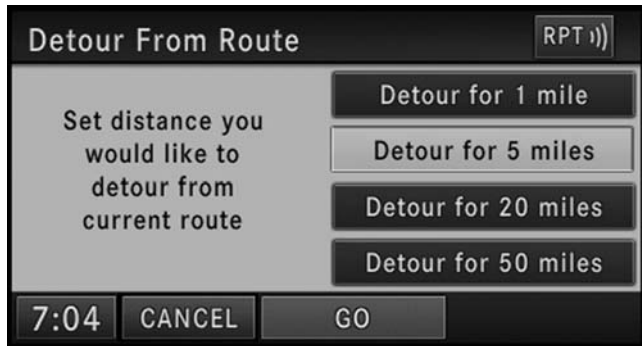 Detour From Route
RPT
Set distance you
would like to
detour from
current route
Detour for 1 mile
Detour for 5 miles
Detour for 20 miles
Detour for 50 miles
7:04 CANCEL GO